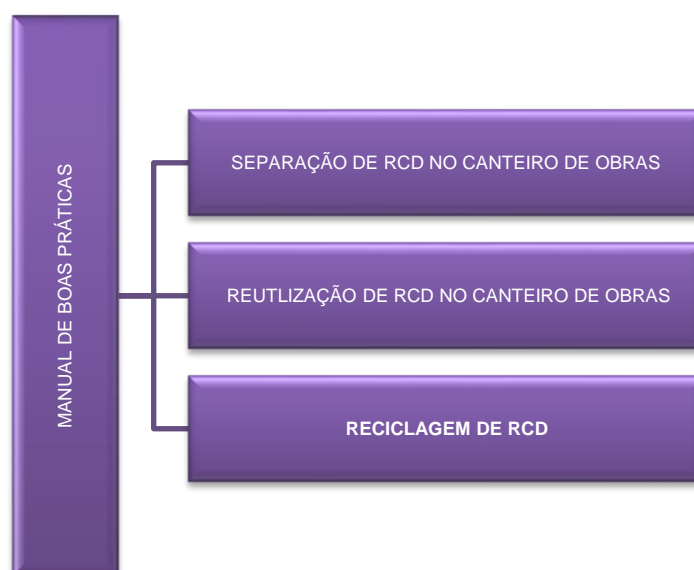 MANUAL DE BOAS PRÁTICAS
SEPARAÇÃO DE RCD NO CANTEIRO DE OBRAS
REUTLIZAÇÃO DE RCD NO CANTEIRO DE OBRAS
RECICLAGEM DE RCD